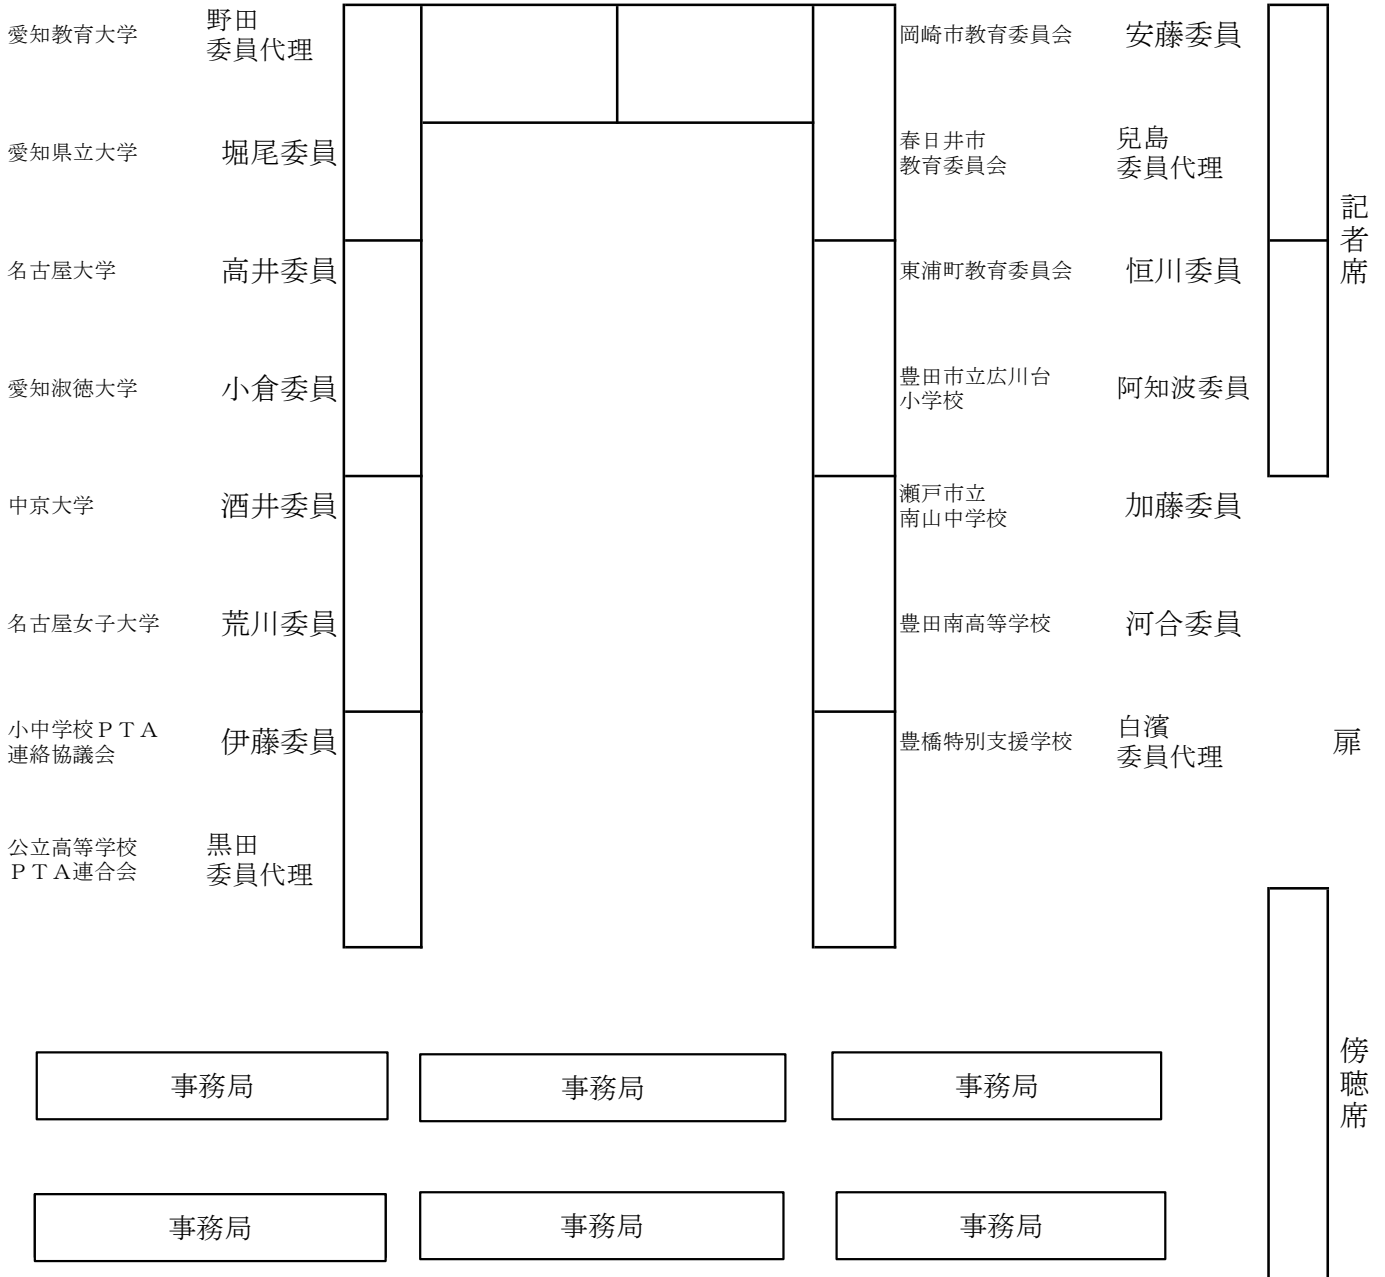 愛知教育大学
野田
委員代理
岡崎市教育委員会
安藤委員
愛知県立大学
堀尾委員
春日井市
教育委員会
兒島
委員代理
記者席
名古屋大学
高井委員
東浦町教育委員会
恒川委員
愛知淑徳大学
小倉委員
豊田市立広川台
小学校
阿知波委員
中京大学
酒井委員
瀬戸市立
南山中学校
加藤委員
名古屋女子大学
荒川委員
豊田南高等学校
河合委員
小中学校ＰＴＡ
連絡協議会
伊藤委員
豊橋特別支援学校
白濱
委員代理
扉
公立高等学校
ＰＴＡ連合会
黒田
委員代理
事務局
事務局
事務局
傍聴席
事務局
事務局
事務局